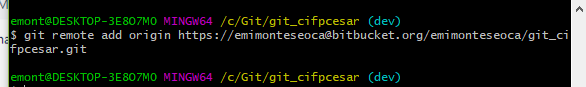 emont@DESKTOP-3E8O7MO MINGW64 /c/Git/git_cifpcesar (dev)
$ git remote add origin https://emimonteseoca@bitbucket.org/emimonteseoca/git_ci
fpcesar.git
emont@DESKTOP-3E8O7MO MINGW64 /c/Git/git_cifpcesar (dev)